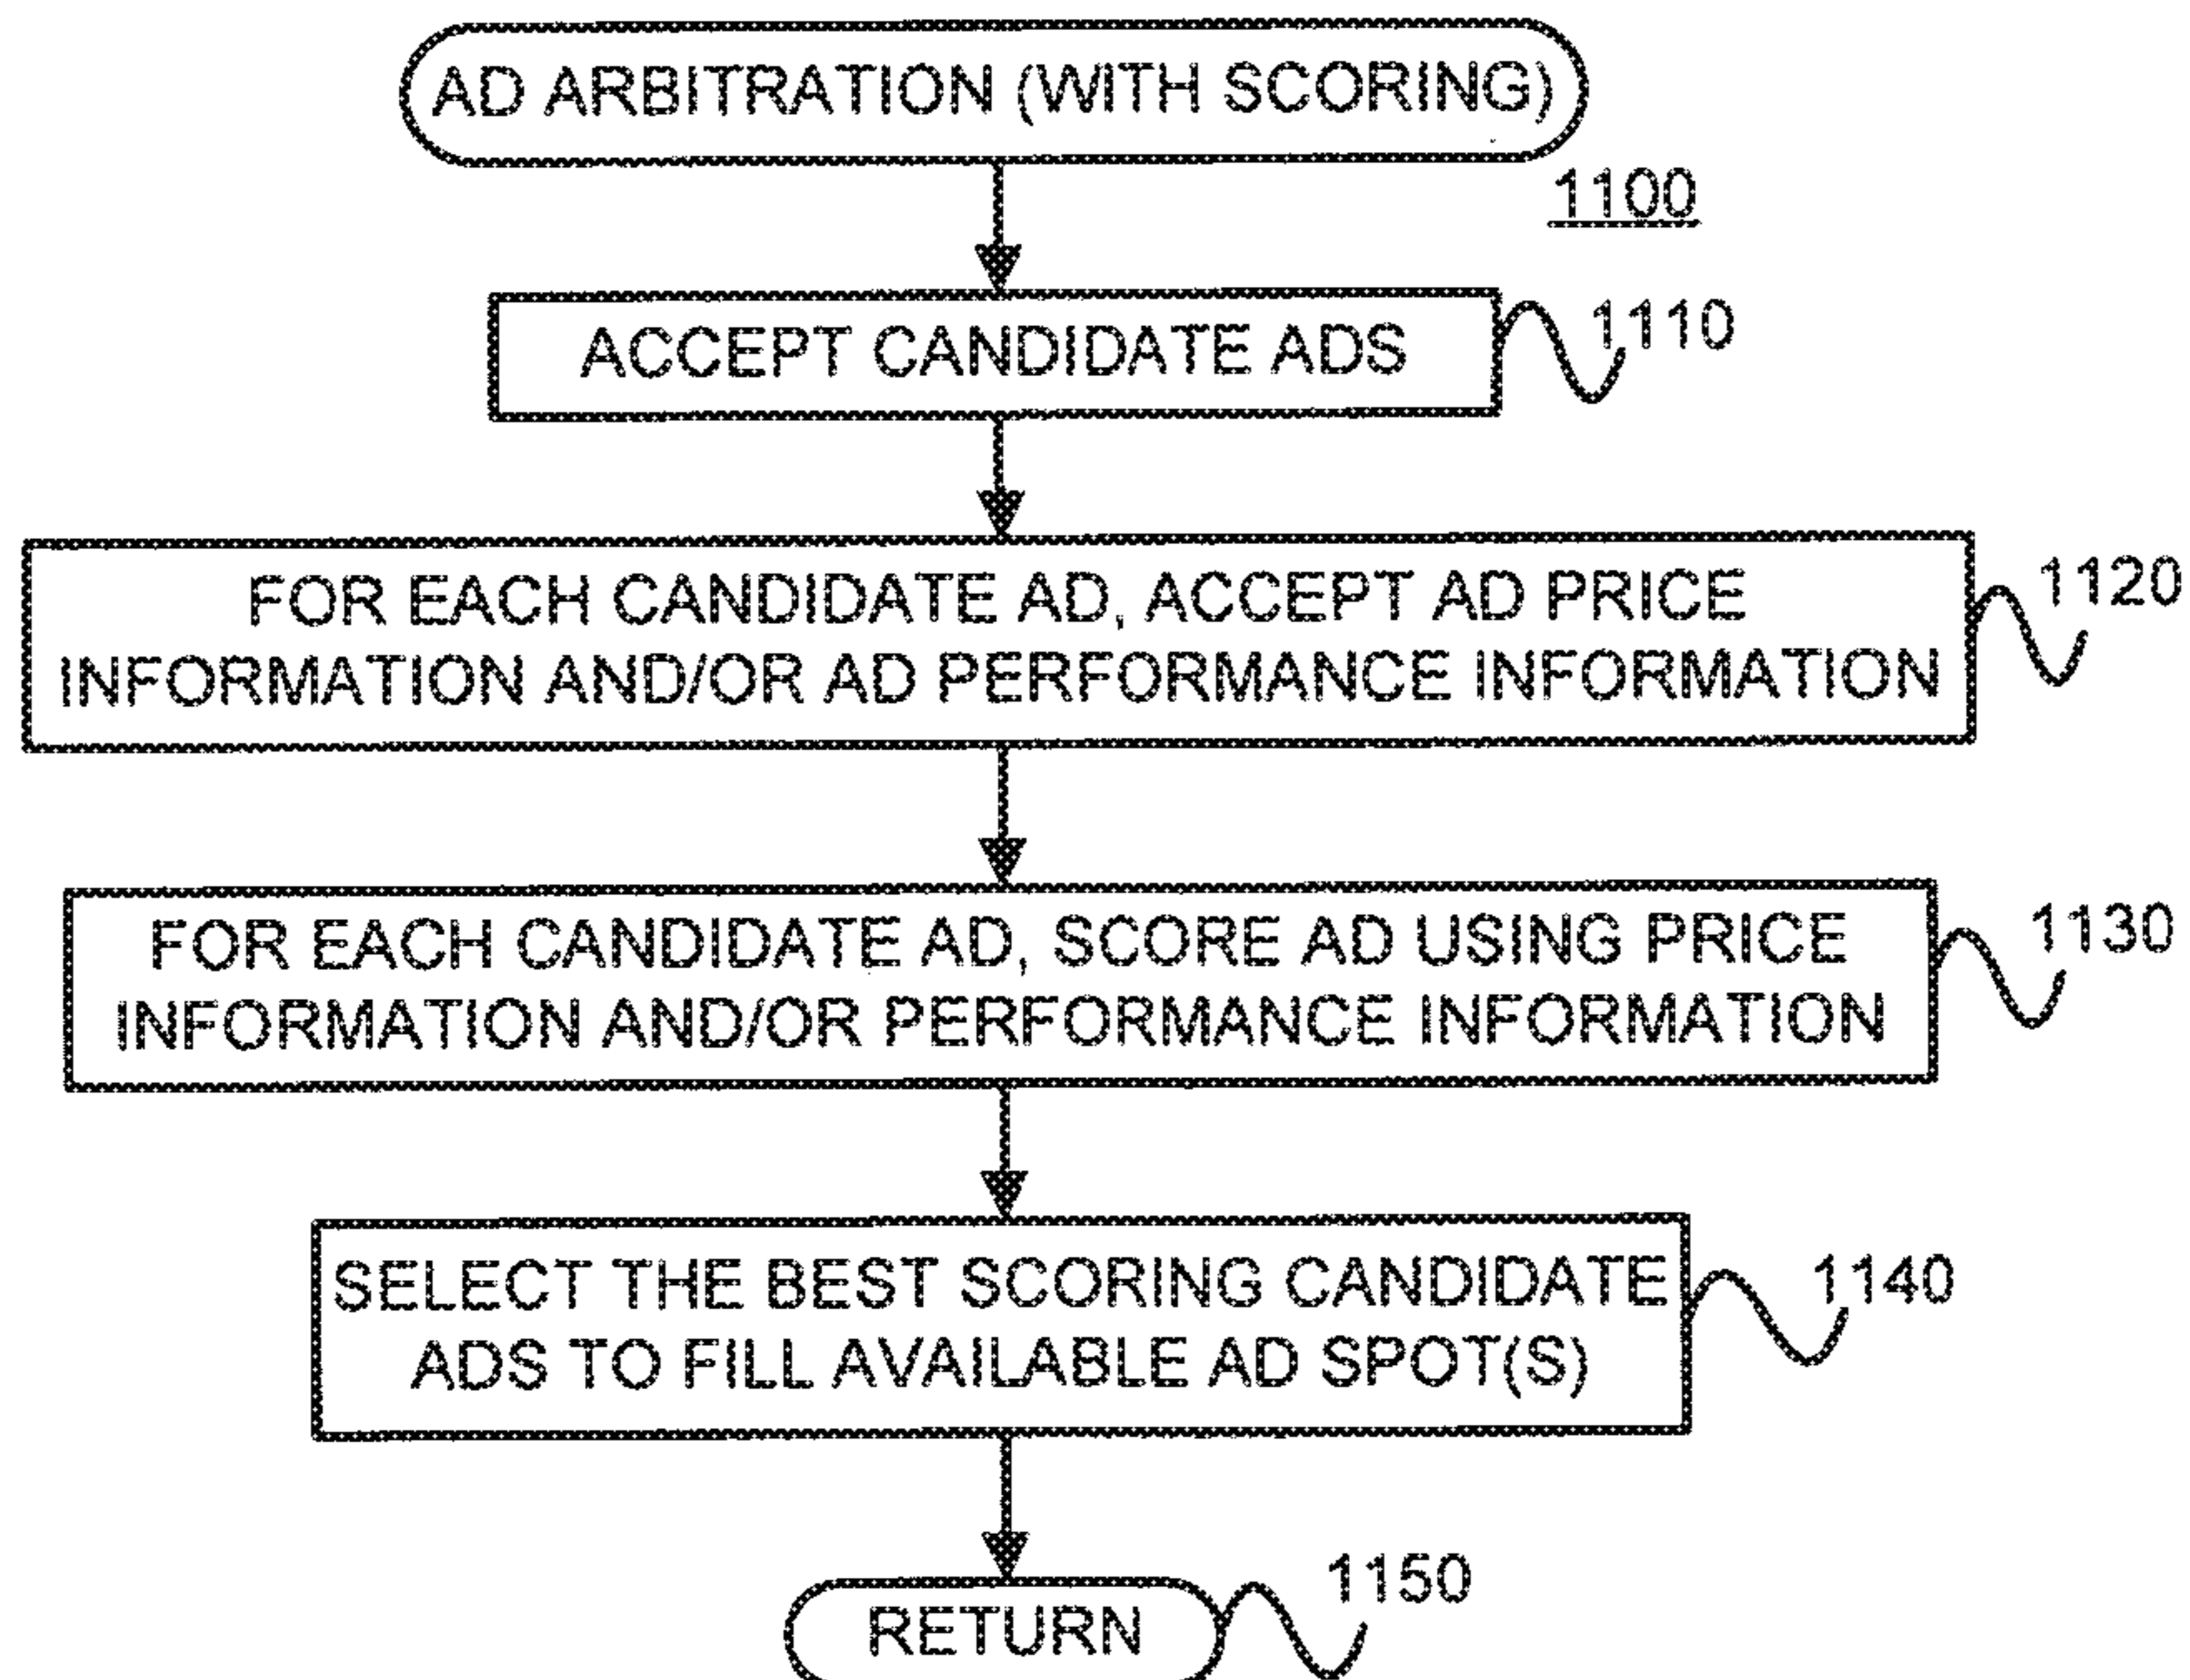 AD ARBITRATION (WITH SCORING)
1100
ACCEPT CANDIDATE ADS
1110
FOR EACH CANDIDATE AD, ACCEPT AD PRICE
INFORMATION AND/OR AD PERFORMANCE INFORMATION
1120
FOR EACH CANDIDATE AD, SCORE AD USING PRICE
INFORMATION AND/OR PERFORMANCE INFORMATION
1130
SELECT THE BEST SCORING CANDIDATE
ADS TO FILL AVAILABLE AD SPOT(S)
1140
RETURN
1150